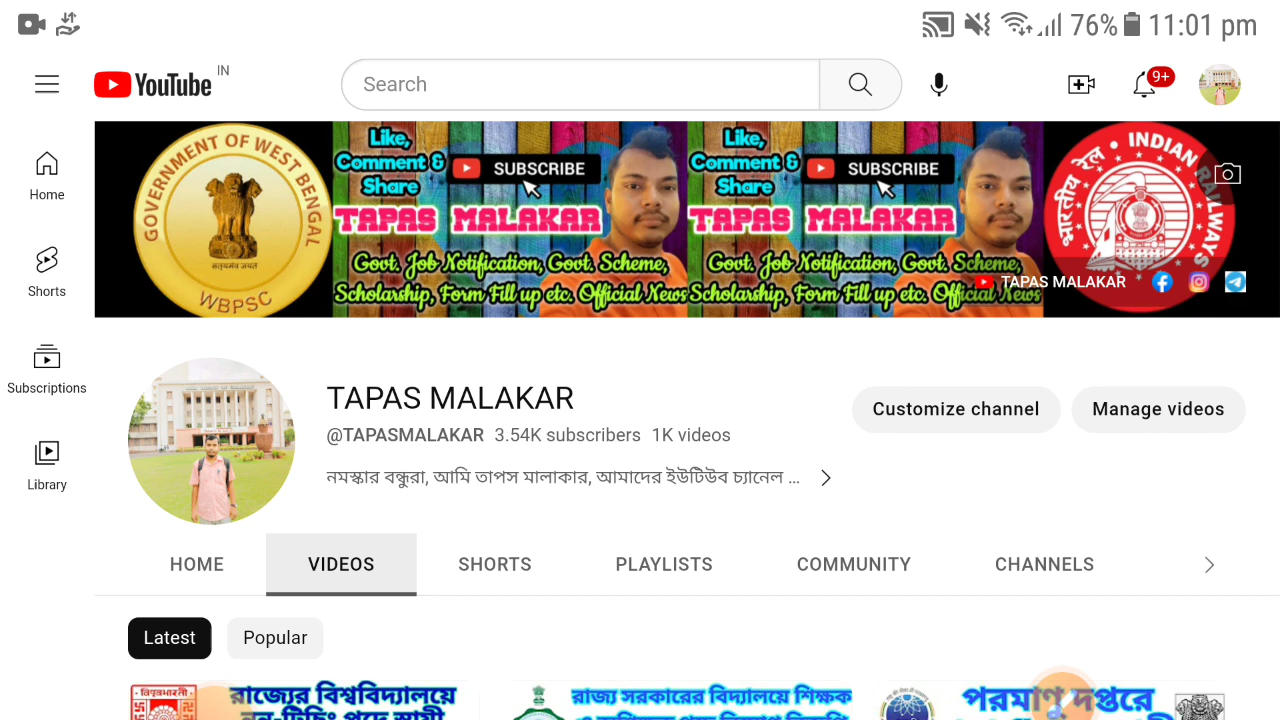 76% 11:01 pm
YouTube IN
Search
9+
Home
Shorts
Subscriptions
Library
GOVERNMENT OF WEST BENGAL
सत्यमेव जयते
WBPSC
Like,
Comment &
Share
SUBSCRIBE
TAPAS MALAKAR
Govt. Job Notification, Govt. Scheme,
Scholarship, Form Fill up etc. Official News
Like,
Comment &
Share
SUBSCRIBE
TAPAS MALAKAR
Govt. Job Notification, Govt. Scheme,
Scholarship, Form Fill up etc. Official News
भारतीय रेल • INDIAN RAILWAYS
TAPAS MALAKAR
TAPAS MALAKAR
Customize channel
Manage videos
@TAPASMALAKAR 3.54K subscribers 1K videos
নমস্কার বন্ধুরা, আমি তাপস মালাকার, আমাদের ইউটিউব চ্যানেল ...
HOME
VIDEOS
SHORTS
PLAYLISTS
COMMUNITY
CHANNELS
Latest
Popular
রাজ্যের বিশ্ববিদ্যালয়ে
রাজ্য সরকারের বিদ্যালয়ে শিক্ষক
পরমাণু দপ্তরে